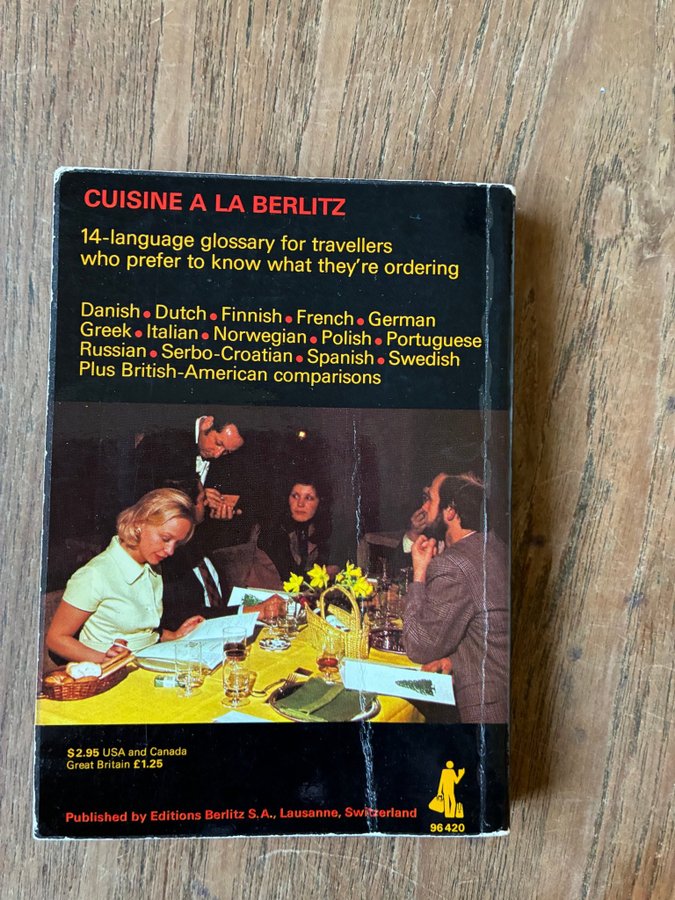 CUISINE A LA BERLITZ
14-language glossary for travellers
who prefer to know what they're ordering
Danish • Dutch • Finnish • French • German
Greek • Italian • Norwegian • Polish • Portuguese
Russian • Serbo-Croatian • Spanish • Swedish
Plus British-American comparisons
$2.95 USA and Canada
Great Britain £1.25
Published by Editions Berlitz S.A., Lausanne, Switzerland
96 420